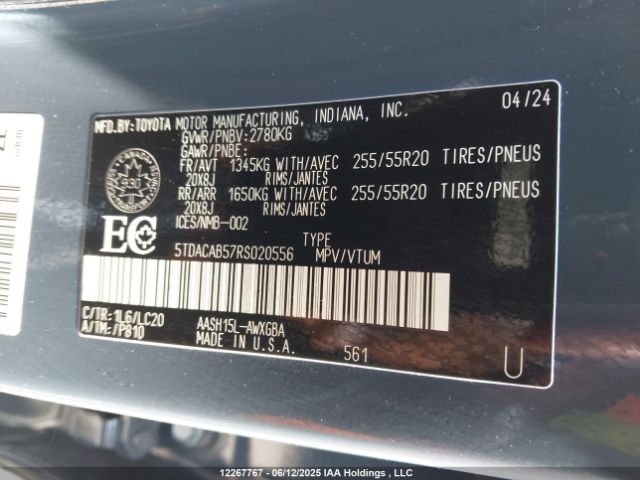 MFD.BY:TOYOTA MOTOR MANUFACTURING, INDIANA, INC. 04/24
GVWR/PNBV:2780KG
GAWR/PNBE:
FR/AVT 1345KG WITH/AVEC 255/55R20 TIRES/PNEUS
20X8J RIMS/JANTES
RR/ARR 1650KG WITH/AVEC 255/55R20 TIRES/PNEUS
20X8J RIMS/JANTES
ICES/NMB-002
EC
TYPE
5TDACAB57RS020556 MPV/VTUM
C/TR:1L6/LC20 AASH15L-AWXGBA
A/TM:/P810 MADE IN U.S.A. 561 U
12267767 - 06/12/2025 IAA Holdings , LLC